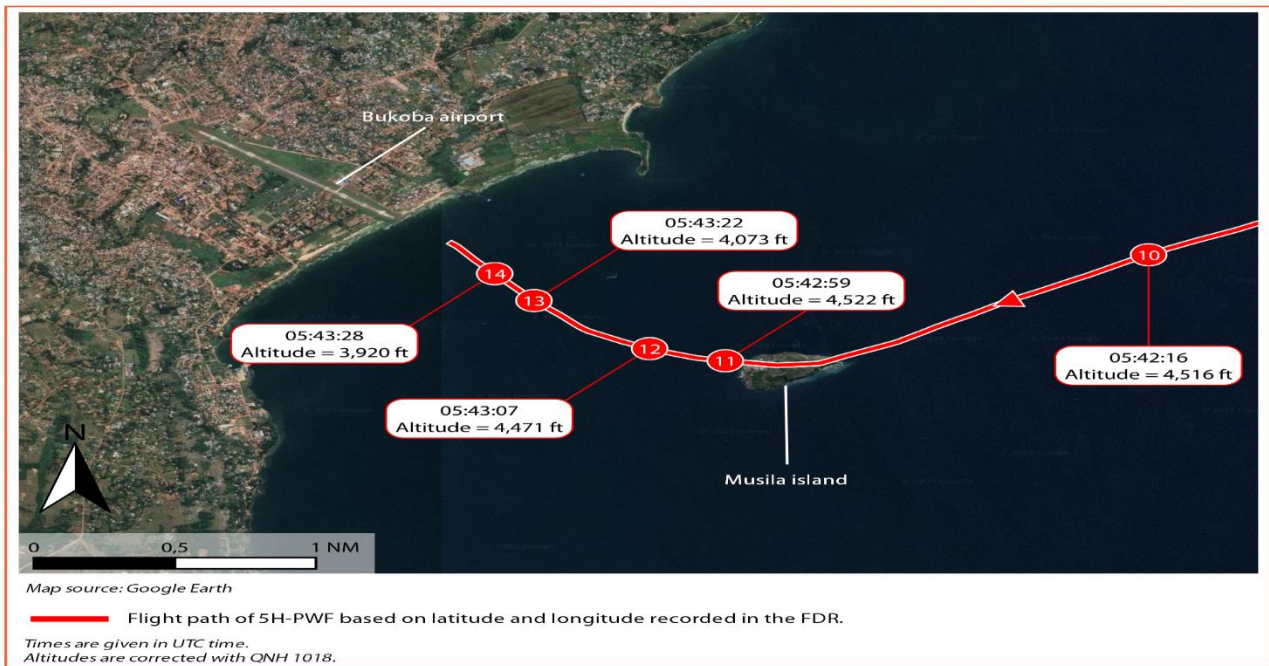 Bukoba airport
05:43:22
Altitude = 4,073 ft
10
05:42:59
Altitude = 4,522 ft
14
13
05:43:28
Altitude = 3,920 ft
12
11
05:42:16
Altitude = 4,516 ft
05:43:07
Altitude = 4,471 ft
N
Musila island
0 0,5 1 NM
Map source: Google Earth
Flight path of 5H-PWF based on latitude and longitude recorded in the FDR.
Times are given in UTC time.
Altitudes are corrected with QNH 1018.